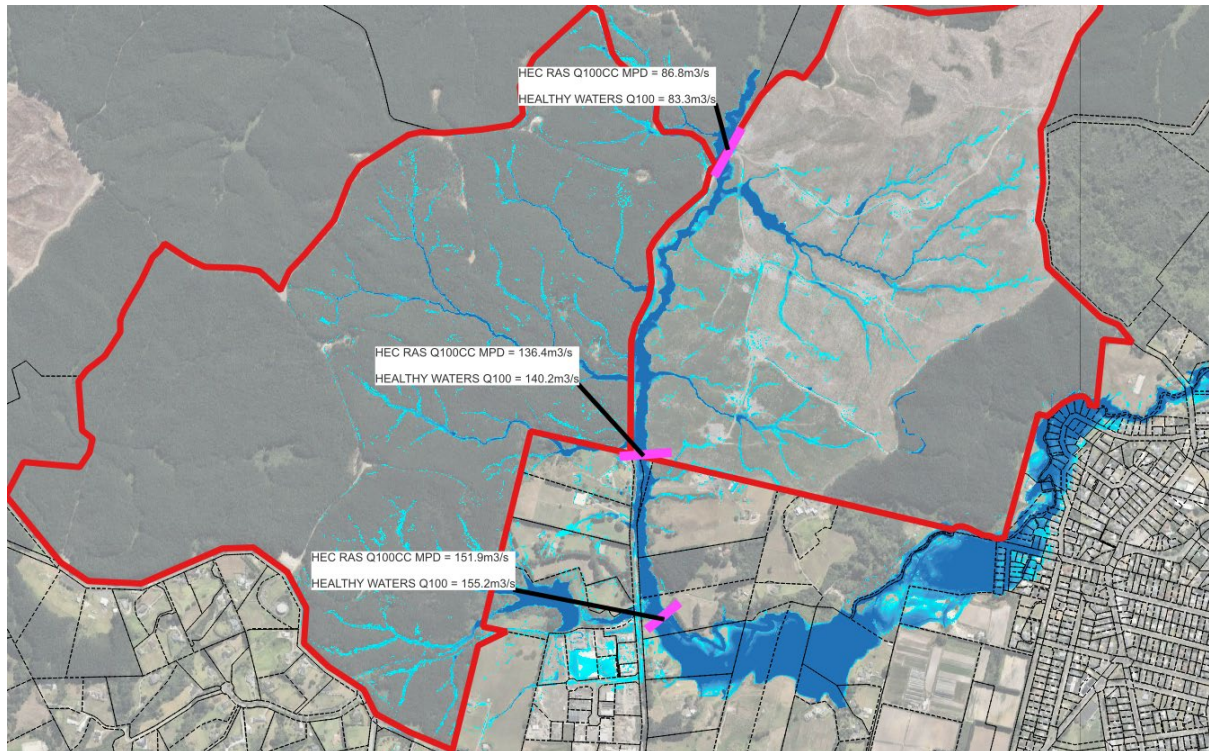 HEC RAS Q100CC MPD = 86.8m3/s
HEALTHY WATERS Q100 = 83.3m3/s
HEC RAS Q100CC MPD = 136.4m3/s
HEALTHY WATERS Q100 = 140.2m3/s
HEC RAS Q100CC MPD = 151.9m3/s
HEALTHY WATERS Q100 = 155.2m3/s